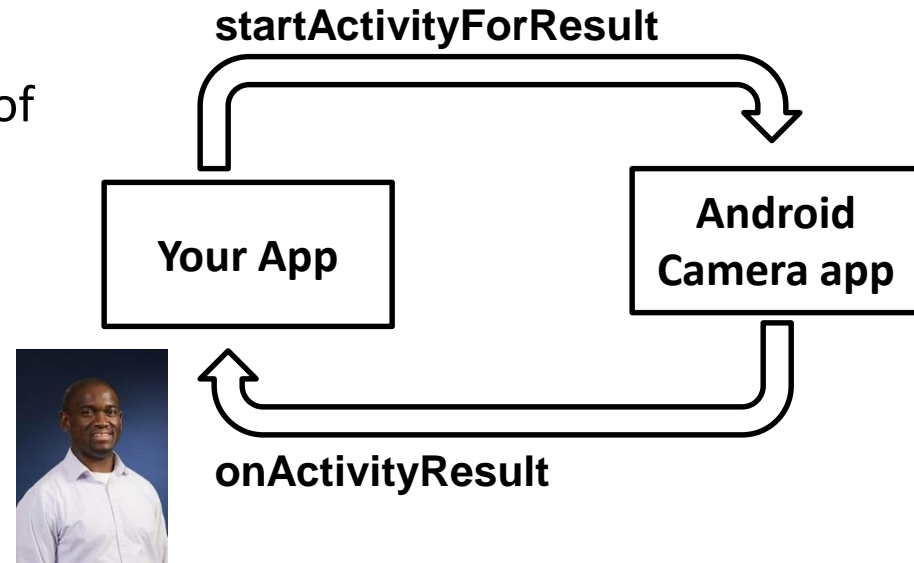 startActivityForResult
of
Your App
Android
Camera app
onActivityResult